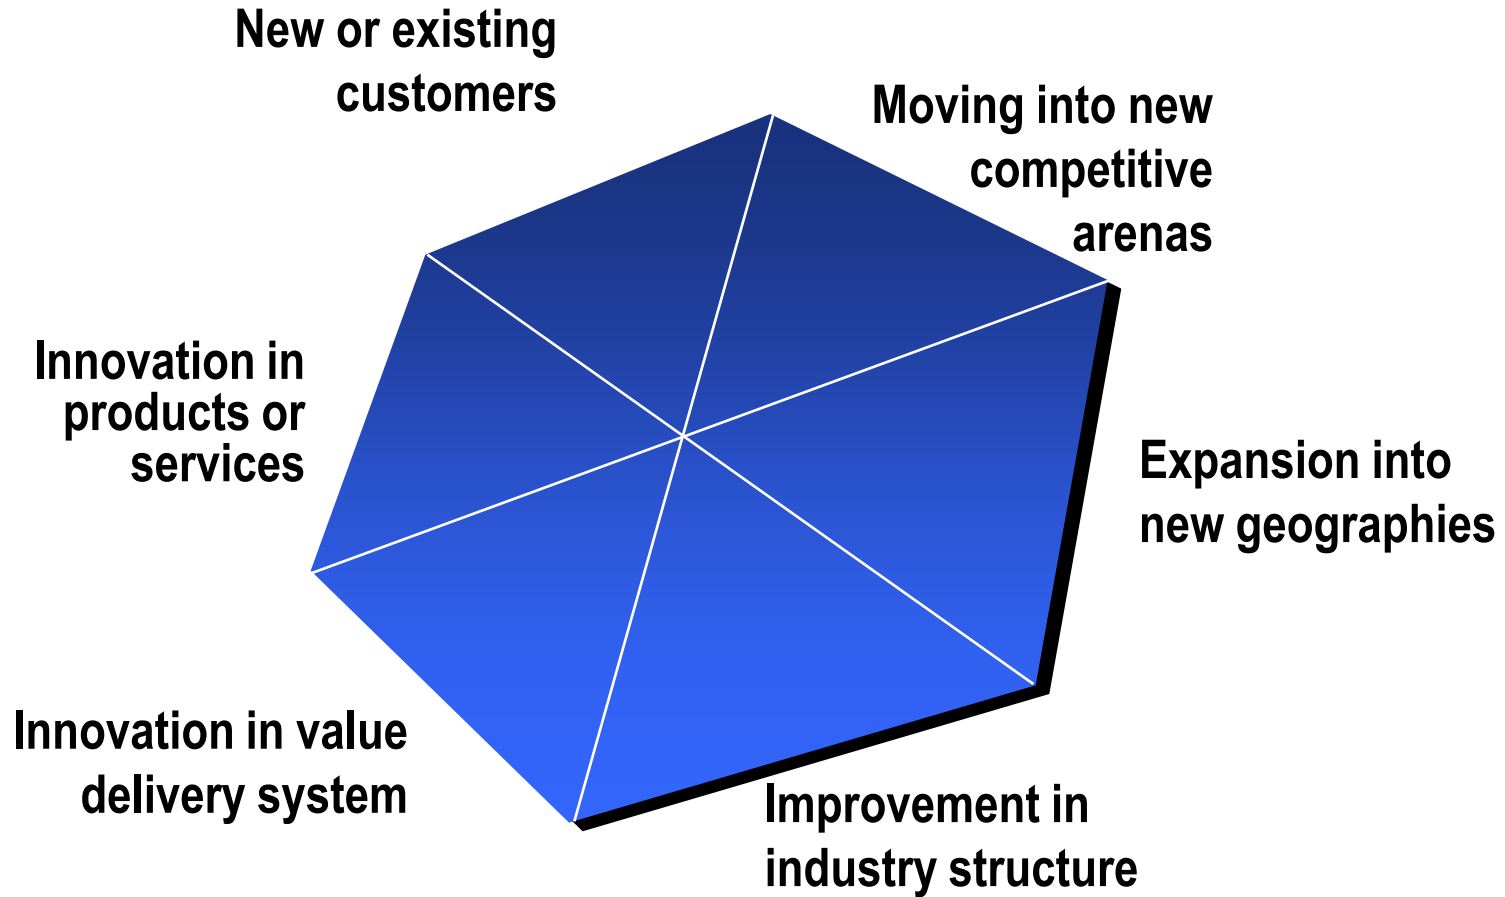 New or existing
customers
Moving into new
competitive
arenas
Innovation in
products or
services
Expansion into
new geographies
Innovation in value
delivery system
Improvement in
industry structure